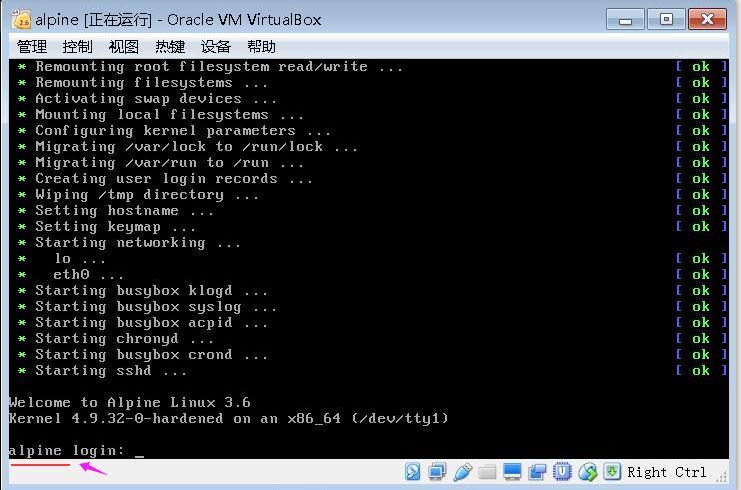 alpine [正在运行] - Oracle VM VirtualBox
管理 控制 视图 热键 设备 帮助
* Remounting root filesystem read/write ... [ ok ]
* Remounting filesystems ... [ ok ]
* Activating swap devices ... [ ok ]
* Mounting local filesystems ... [ ok ]
* Configuring kernel parameters ... [ ok ]
* Migrating /var/lock to /run/lock ... [ ok ]
* Migrating /var/run to /run ... [ ok ]
* Creating user login records ... [ ok ]
* Wiping /tmp directory ... [ ok ]
* Setting hostname ... [ ok ]
* Setting keymap ... [ ok ]
* Starting networking ...
* lo ... [ ok ]
* eth0 ... [ ok ]
* Starting busybox klogd ... [ ok ]
* Starting busybox syslog ... [ ok ]
* Starting busybox acpid ... [ ok ]
* Starting chronyd ... [ ok ]
* Starting busybox crond ... [ ok ]
* Starting sshd ... [ ok ]
Welcome to Alpine Linux 3.6
Kernel 4.9.32-0-hardened on an x86_64 (/dev/tty1)
alpine login: _
Right Ctrl